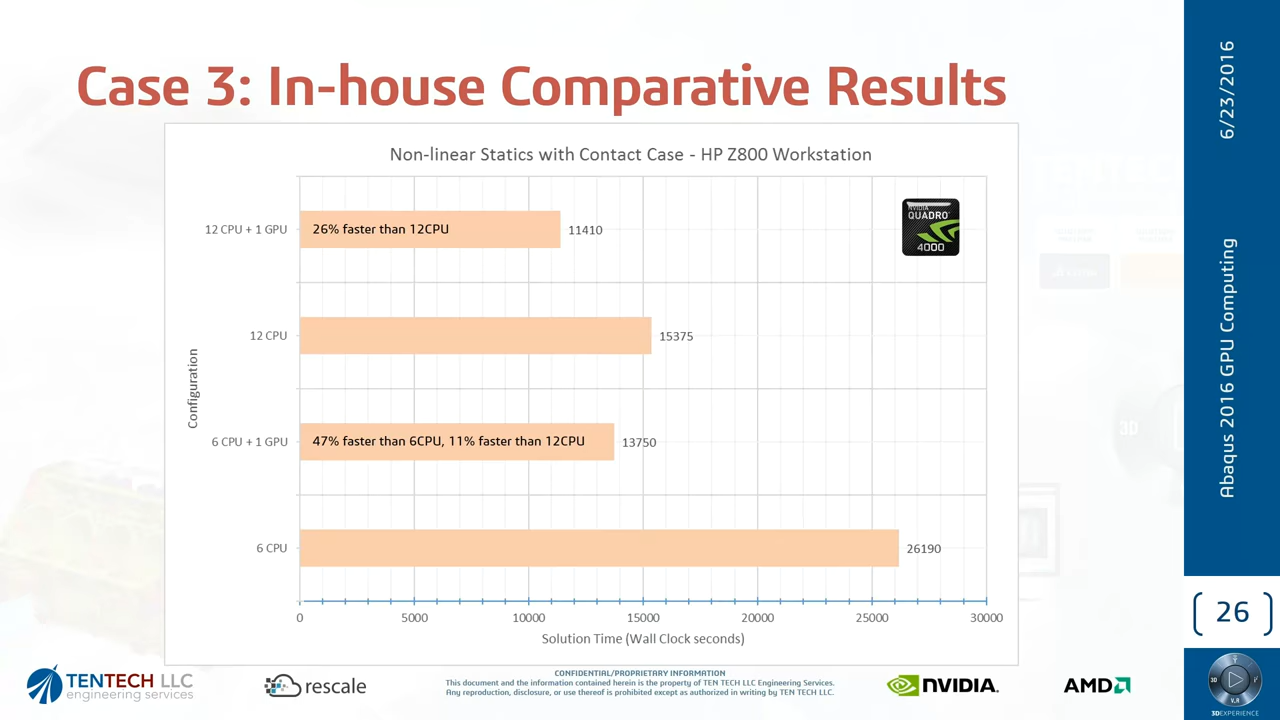 Case 3: In-house Comparative Results
Non-linear Statics with Contact Case - HP Z800 Workstation
NVIDIA
QUADRO
4000
12 CPU + 1 GPU
26% faster than 12CPU
11410
12 CPU
15375
6 CPU + 1 GPU
47% faster than 6CPU, 11% faster than 12CPU
13750
6 CPU
26190
Configuration
0 5000 10000 15000 20000 25000 30000
Solution Time (Wall Clock seconds)
6/23/2016
Abaqus 2016 GPU Computing
26
TENTECH LLC
engineering services
rescale
CONFIDENTIAL/PROPRIETARY INFORMATION
This document and the information contained herein is the property of TEN TECH LLC Engineering Services.
Any reproduction, disclosure, or use thereof is prohibited except as authorized in writing by TEN TECH LLC.
NVIDIA.
AMD
3D
V.R
3DEXPERIENCE
3D